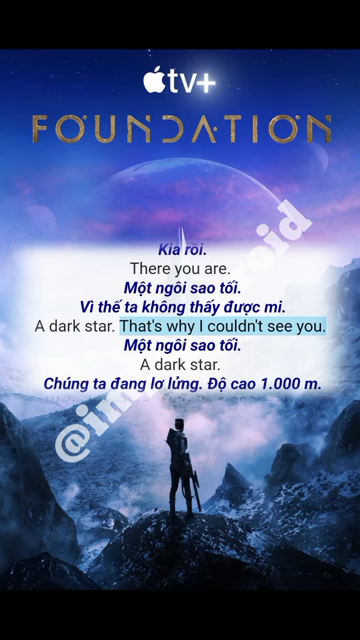 tv+
FOUNDATION
Kìa rồi.
There you are.
Một ngôi sao tối.
Vì thế ta không thấy được mi.
A dark star. That's why I couldn't see you.
Một ngôi sao tối.
A dark star.
Chúng ta đang lơ lửng. Độ cao 1.000 m.